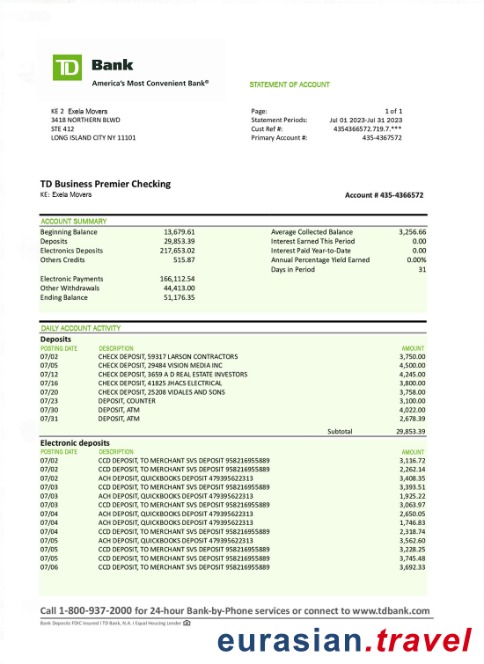 TD Bank
America's Most Convenient Bank®
STATEMENT OF ACCOUNT
KE 2 Exela Movers
3418 NORTHERN BLWD
STE 412
LONG ISLAND CITY NY 11101
Page: 1 of 1
Statement Periods: Jul 01 2023-Jul 31 2023
Cust Ref #: 4354366572.719.7.***
Primary Account #: 435-4367572
TD Business Premier Checking
KE: Exela Movers
Account # 435-4366572
ACCOUNT SUMMARY
Beginning Balance 13,679.61 Average Collected Balance 3,256.66
Deposits 29,853.39 Interest Earned This Period 0.00
Electronics Deposits 217,653.02 Interest Paid Year-to-Date 0.00
Others Credits 515.87 Annual Percentage Yield Earned 0.00%
Days in Period 31
Electronic Payments 166,112.54
Other Withdrawals 44,413.00
Ending Balance 51,176.35
DAILY ACCOUNT ACTIVITY
Deposits
POSTING DATE DESCRIPTION AMOUNT
07/02 CHECK DEPOSIT, 59317 LARSON CONTRACTORS 3,750.00
07/05 CHECK DEPOSIT, 29484 VISION MEDIA INC 4,500.00
07/12 CHECK DEPOSIT, 3659 A D REAL ESTATE INVESTORS 4,245.00
07/16 CHECK DEPOSIT, 41825 JHACS ELECTRICAL 3,800.00
07/20 CHECK DEPOSIT, 25208 VIDALES AND SONS 3,758.00
07/23 DEPOSIT, COUNTER 3,100.00
07/30 DEPOSIT, ATM 4,022.00
07/31 DEPOSIT, ATM 2,678.39
Subtotal 29,853.39
Electronic deposits
POSTING DATE DESCRIPTION AMOUNT
07/02 CCD DEPOSIT, TO MERCHANT SVS DEPOSIT 958216955889 3,116.72
07/02 CCD DEPOSIT, TO MERCHANT SVS DEPOSIT 958216955889 2,262.14
07/02 ACH DEPOSIT, QUICKBOOKS DEPOSIT 479395622313 3,408.35
07/03 CCD DEPOSIT, TO MERCHANT SVS DEPOSIT 958216955889 3,393.51
07/03 ACH DEPOSIT, QUICKBOOKS DEPOSIT 479395622313 1,925.22
07/03 CCD DEPOSIT, TO MERCHANT SVS DEPOSIT 958216955889 3,063.97
07/04 ACH DEPOSIT, QUICKBOOKS DEPOSIT 479395622313 2,650.05
07/04 ACH DEPOSIT, QUICKBOOKS DEPOSIT 479395622313 1,746.83
07/04 CCD DEPOSIT, TO MERCHANT SVS DEPOSIT 958216955889 2,318.74
07/05 ACH DEPOSIT, QUICKBOOKS DEPOSIT 479395622313 3,562.60
07/05 CCD DEPOSIT, TO MERCHANT SVS DEPOSIT 958216955889 3,228.25
07/05 CCD DEPOSIT, TO MERCHANT SVS DEPOSIT 958216955889 3,745.48
07/06 CCD DEPOSIT, TO MERCHANT SVS DEPOSIT 958216955889 3,692.33
Call 1-800-937-2000 for 24-hour Bank-by-Phone services or connect to www.tdbank.com
Bank Deposits FDIC Insured | TD Bank, N.A. | Equal Housing Lender
eurasian.travel